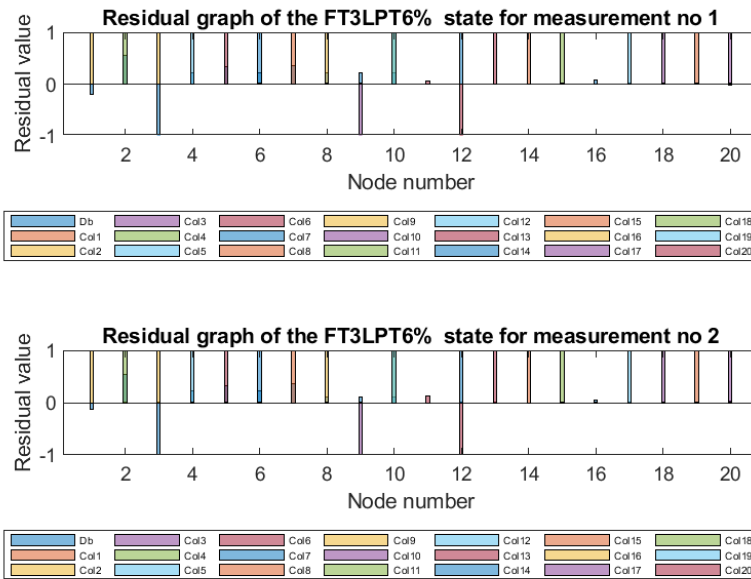 Residual graph of the FT3LPT6%  state for measurement no 1
Residual value
1
0
-1
2 4 6 8 10 12 14 16 18 20
Node number
Db Col3 Col6 Col9 Col12 Col15 Col18
Col1 Col4 Col7 Col10 Col13 Col16 Col19
Col2 Col5 Col8 Col11 Col14 Col17 Col20
Residual graph of the FT3LPT6%  state for measurement no 2
Residual value
1
0
-1
2 4 6 8 10 12 14 16 18 20
Node number
Db Col3 Col6 Col9 Col12 Col15 Col18
Col1 Col4 Col7 Col10 Col13 Col16 Col19
Col2 Col5 Col8 Col11 Col14 Col17 Col20